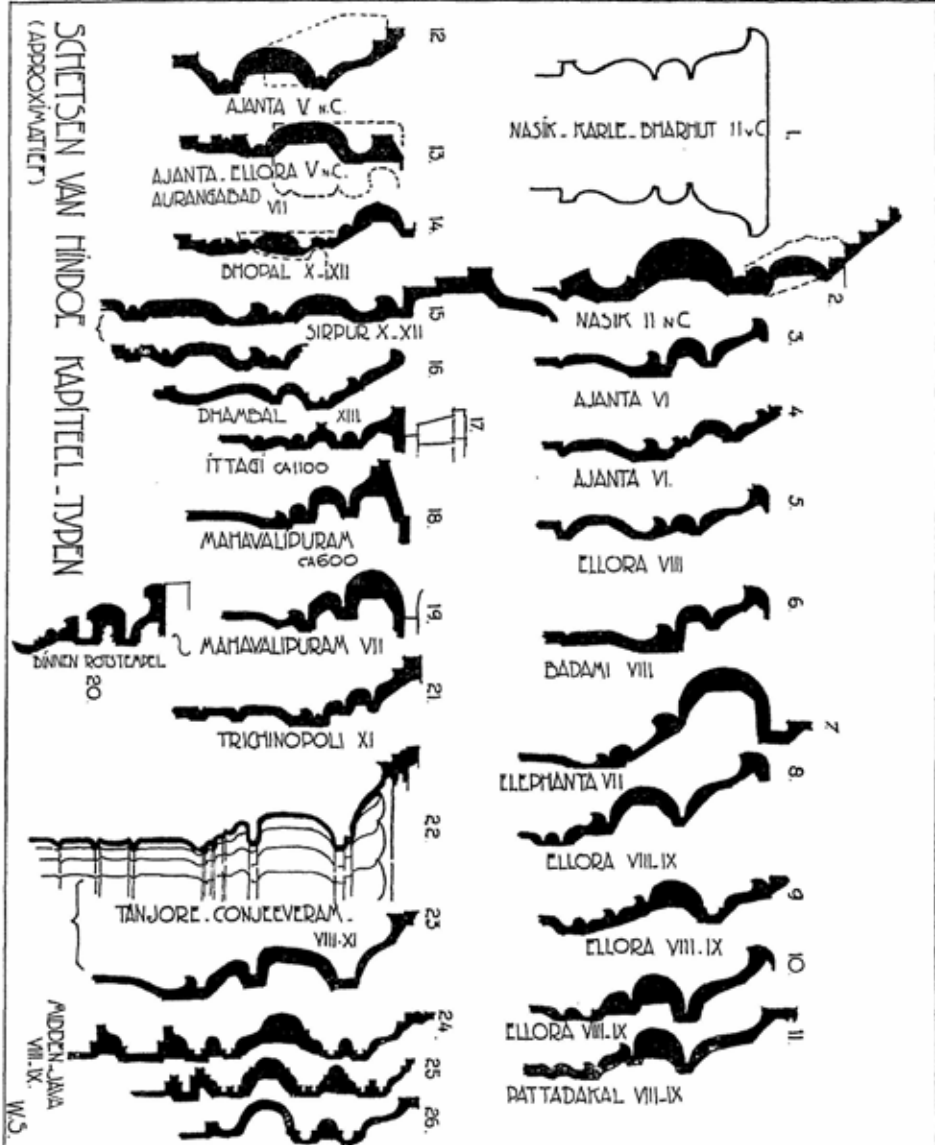 SCHETSEN VAN HINDOE KAPITEEL-TYPEN
(APPROXIMATIEF)
1.
NASIK-KARLE-BHARHUT II vC
2.
NASIK II NC
3.
AJANTA VI
4.
AJANTA VI.
5.
ELLORA VIII
6.
BADAMI VIII
7
ELEPHANTA VII
8.
ELLORA VIII-IX
9
ELLORA VIII-IX
10.
ELLORA VIII-IX
11.
PATTADAKAL VIII-IX
12
AJANTA V N.C.
13.
AJANTA-ELLORA V N.C.
AURANGABAD VII
14.
BHOPAL X-XII
15
SIRPUR X-XII
16.
DHAMBAL XIII
17.
ITTAGI CA 1100
18.
MAHAVALIPURAM
CA 600
19.
MAHAVALIPURAM VII
BINNEN ROTSTEMPEL
20.
21.
TRICHINOPOLI XI
22
TANJORE-CONJEEVERAM-
VIII-XI
23
24.
25
26.
MIDDEN-JAVA
VIII-IX.
W.S.